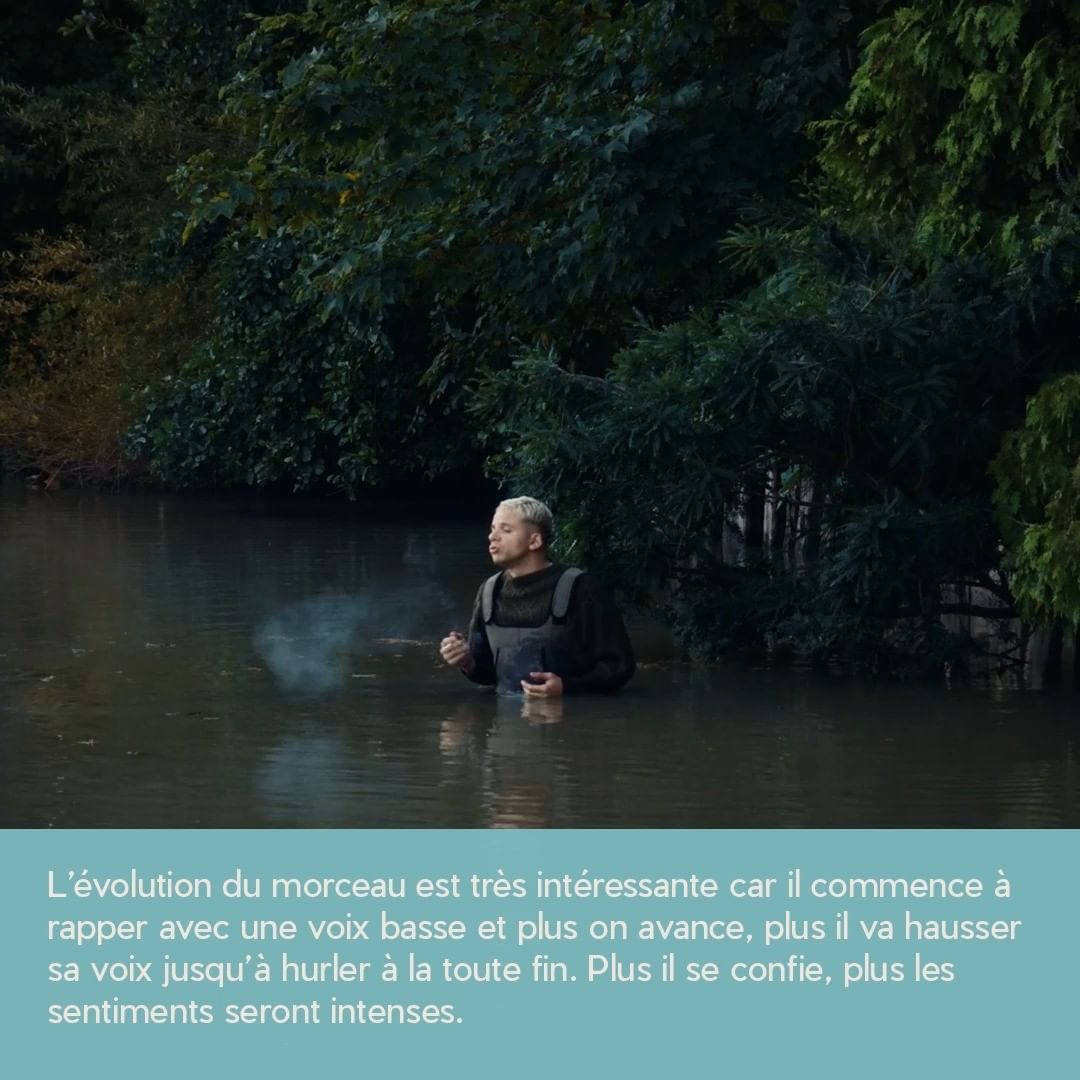 L’évolution du morceau est très intéressante car il commence à
rapper avec une voix basse et plus on avance, plus il va hausser
sa voix jusqu’à hurler à la toute fin. Plus il se confie, plus les
sentiments seront intenses.